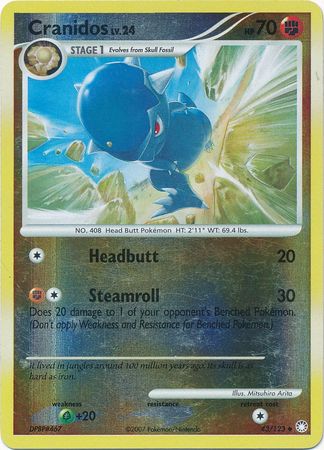 Cranidos LV.24 HP 70
STAGE 1 Evolves from Skull Fossil
NO. 408 Head Butt Pokémon HT: 2'11" WT: 69.4 lbs.
Headbutt 20
Steamroll 30
Does 20 damage to 1 of your opponent's Benched Pokémon.
(Don't apply Weakness and Resistance for Benched Pokémon.)
It lived in jungles around 100 million years ago. Its skull is as
hard as iron.
Illus. Mitsuhiro Arita
weakness resistance retreat cost
+20
DPBP#467 ©2007 Pokémon/Nintendo 43/123